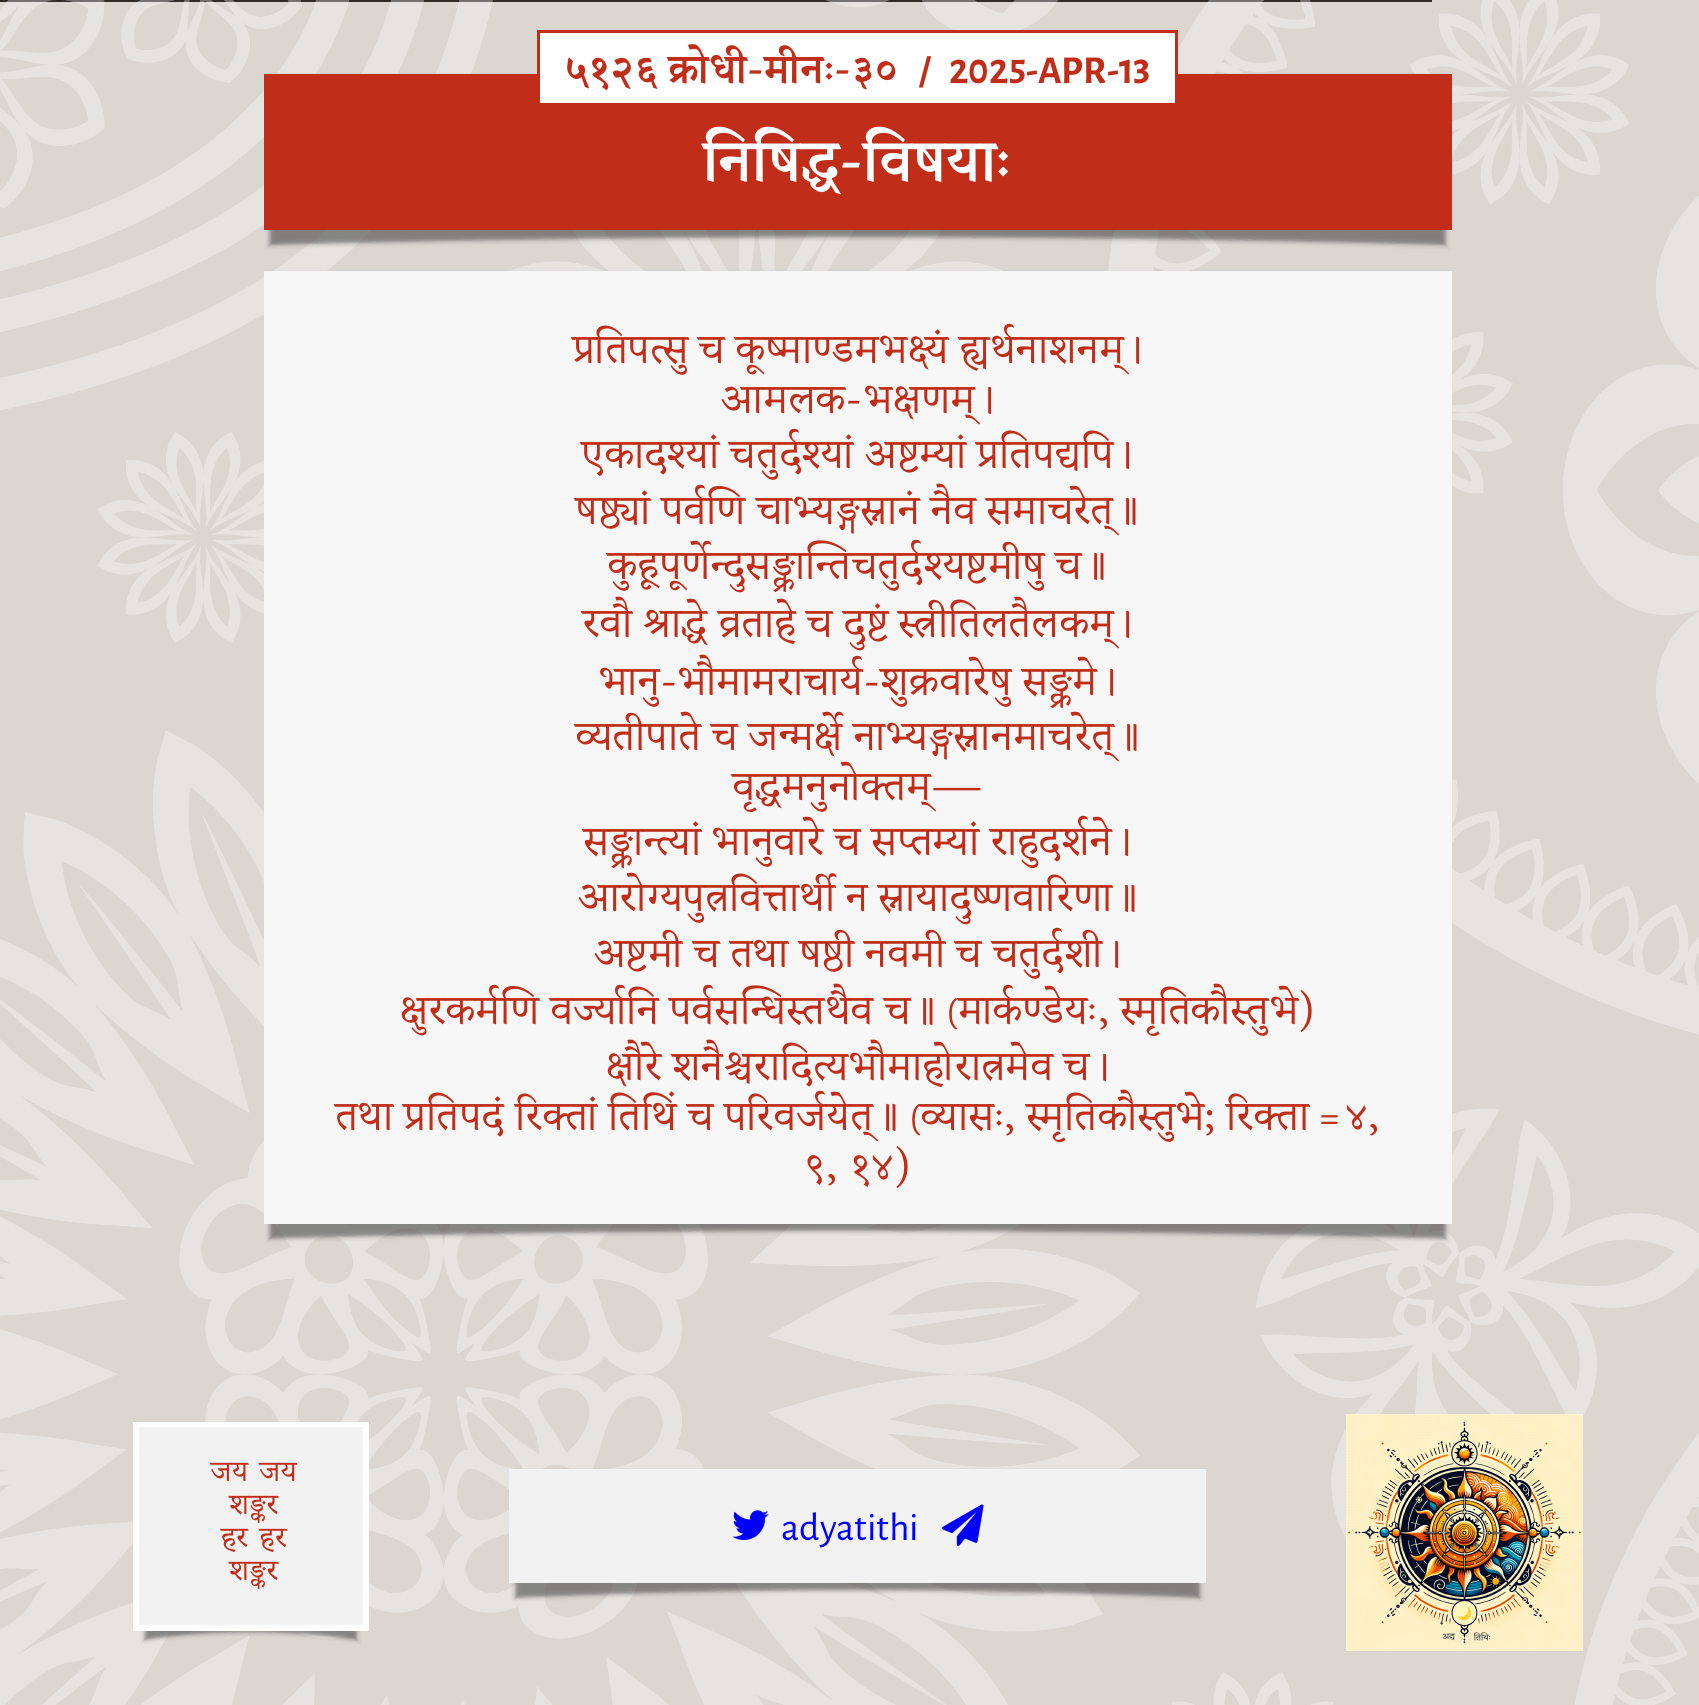 ५१२६ क्रोधी-मीनः-३० / 2025-APR-13
निषिद्ध-विषयाः
प्रतिपत्सु च कूष्माण्डमभक्ष्यं ह्यर्थनाशनम्।
आमलक-भक्षणम्।
एकादश्यां चतुर्दश्यां अष्टम्यां प्रतिपद्यपि।
षष्ठ्यां पर्वणि चाभ्यङ्गस्नानं नैव समाचरेत्॥
कुहूपूर्णेन्दुसङ्क्रान्तिचतुर्दश्यष्टमीषु च॥
रवौ श्राद्धे व्रताहे च दुष्टं स्त्रीतिलतैलकम्।
भानु-भौमामराचार्य-शुक्रवारेषु सङ्क्रमे।
व्यतीपाते च जन्मर्क्षे नाभ्यङ्गस्नानमाचरेत्॥
वृद्धमनुनोक्तम्—
सङ्क्रान्त्यां भानुवारे च सप्तम्यां राहुदर्शने।
आरोग्यपुत्रवित्तार्थी न स्नायादुष्णवारिणा॥
अष्टमी च तथा षष्ठी नवमी च चतुर्दशी।
क्षुरकर्मणि वर्ज्यानि पर्वसन्धिस्तथैव च॥ (मार्कण्डेयः, स्मृतिकौस्तुभे)
क्षौरे शनैश्चरादित्यभौमाहोरात्रमेव च।
तथा प्रतिपदं रिक्तां तिथिं च परिवर्जयेत्॥ (व्यासः, स्मृतिकौस्तुभे; रिक्ता = ४,
९, १४)
जय जय
शङ्कर
हर हर
शङ्कर
adyatithi
अद्य तिथिः